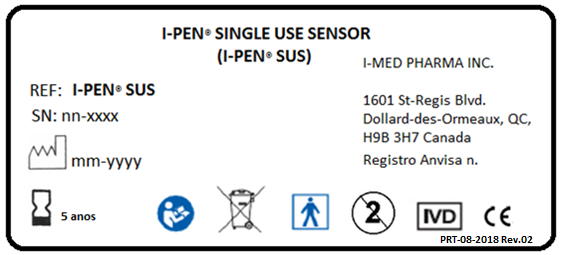 I-PEN® SINGLE USE SENSOR
(I-PEN® SUS)
REF: I-PEN® SUS
SN: nn-xxxx
mm-yyyy
5 anos
I-MED PHARMA INC.
1601 St-Regis Blvd.
Dollard-des-Ormeaux, QC,
H9B 3H7 Canada
Registro Anvisa n.
2
IVD
CE
PRT-08-2018 Rev.02